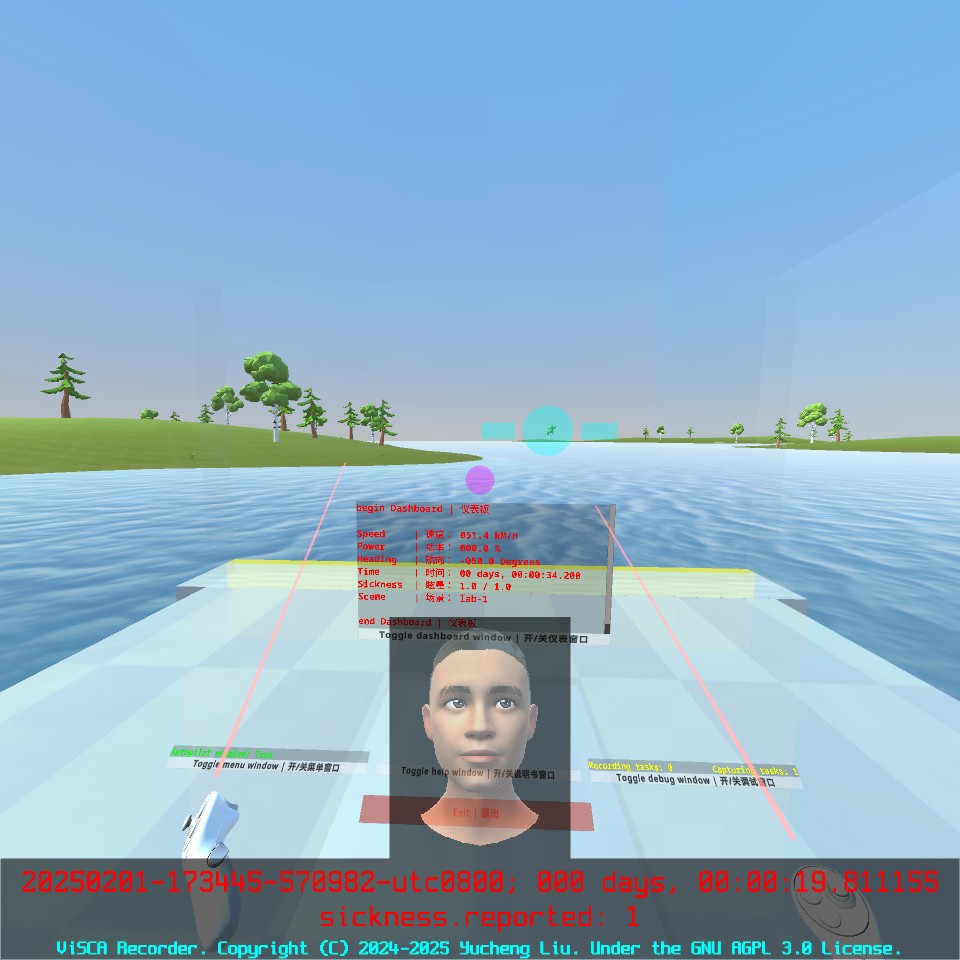 begin Dashboard | 仪表板
Speed | 速度: 051.4 kM/H
Power | 功率: 600.0 %
Heading | 航向: -050.0 Degrees
Time | 时间: 00 days, 00:00:34.200
Sickness | 眩晕: 1.0 / 1.0
Scene | 场景: lab-1
end Dashboard | 仪表板
Toggle dashboard window | 开/关仪表窗口
Autopilot enabled: True
Toggle menu window | 开/关菜单窗口
Toggle help window | 开/关说明书窗口
Recording tasks: 0 Capturing tasks: 1
Toggle debug window | 开/关调试窗口
Exit | 退出
20250201-173445-570982-utc0800; 000 days, 00:00:19.811155
sickness.reported: 1
ViSCA Recorder. Copyright (C) 2024-2025 Yucheng Liu. Under the GNU AGPL 3.0 License.